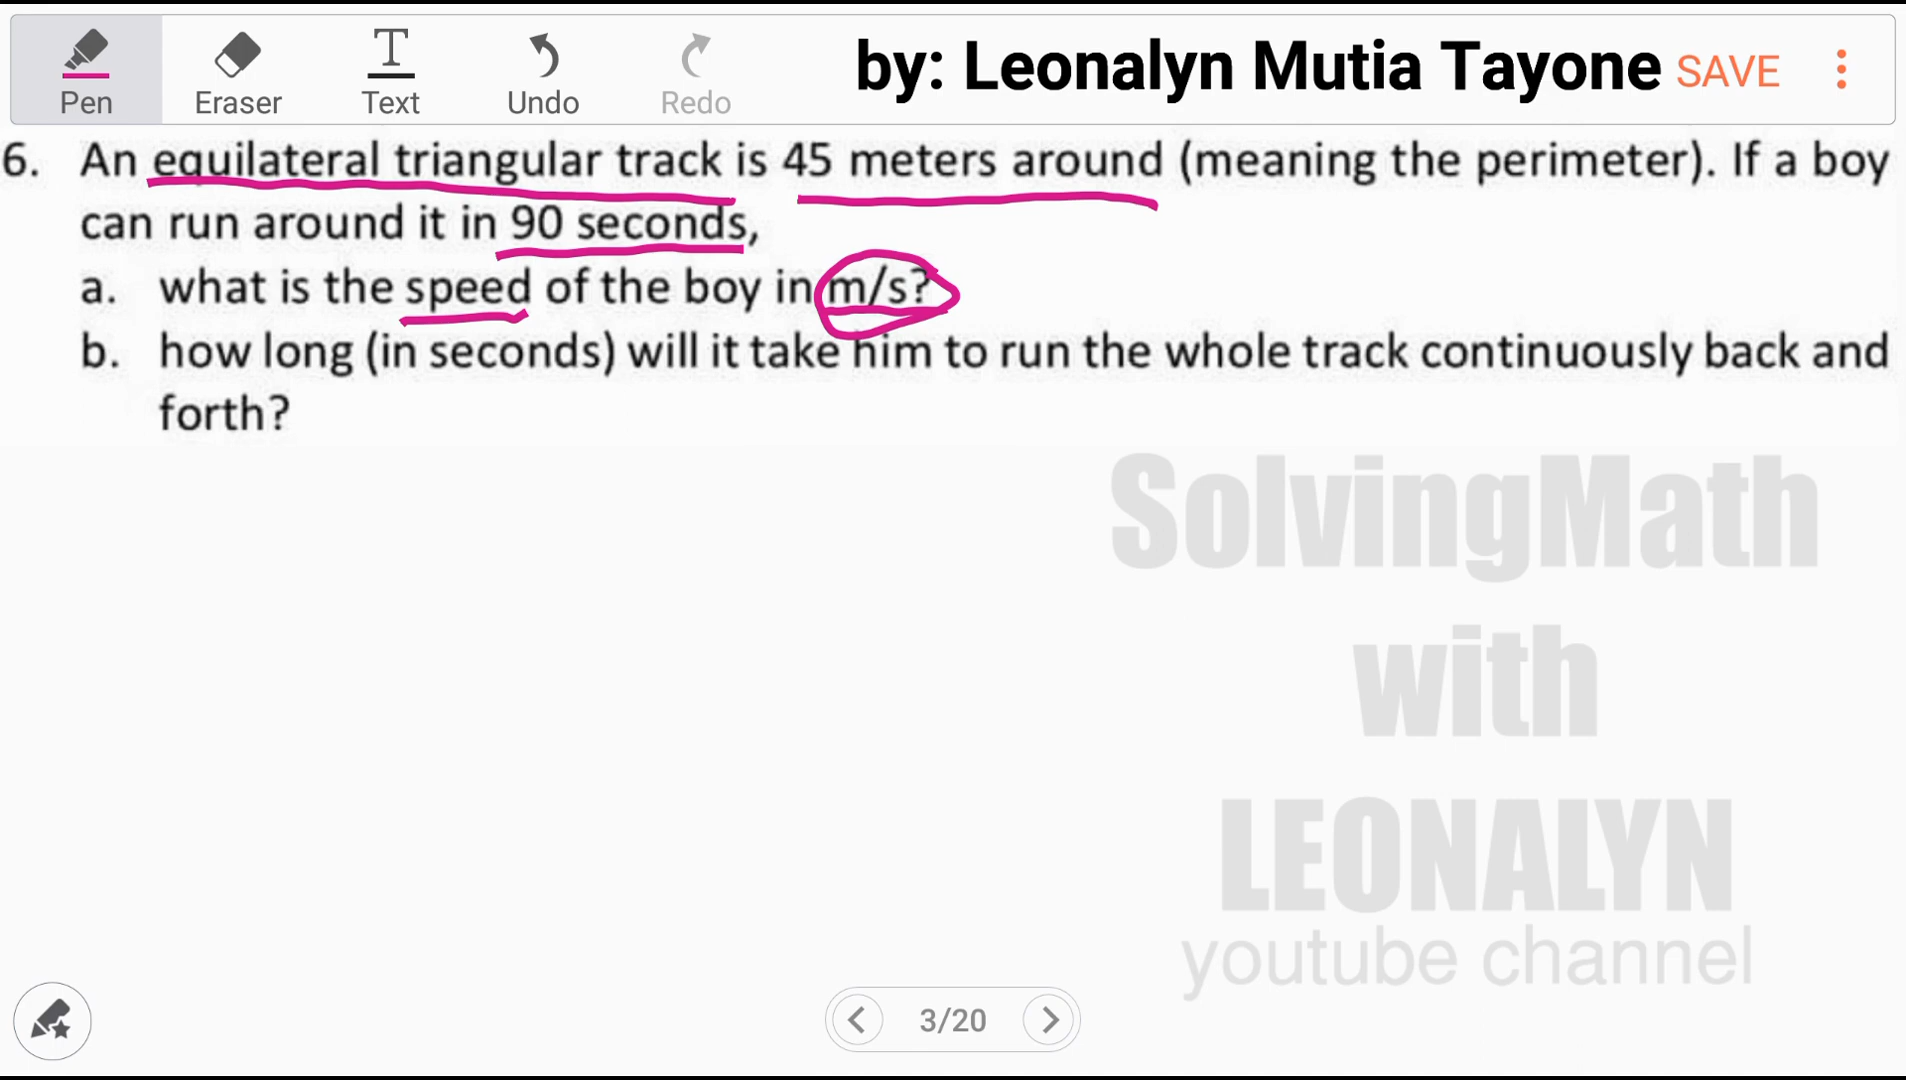 Pen
Eraser
Text
Undo
Redo
by: Leonalyn Mutia Tayone
SAVE
6. An equilateral triangular track is 45 meters around (meaning the perimeter). If a boy
can run around it in 90 seconds,
a. what is the speed of the boy in m/s?
b. how long (in seconds) will it take him to run the whole track continuously back and
forth?
SolvingMath
with
LEONALYN
youtube channel
3/20